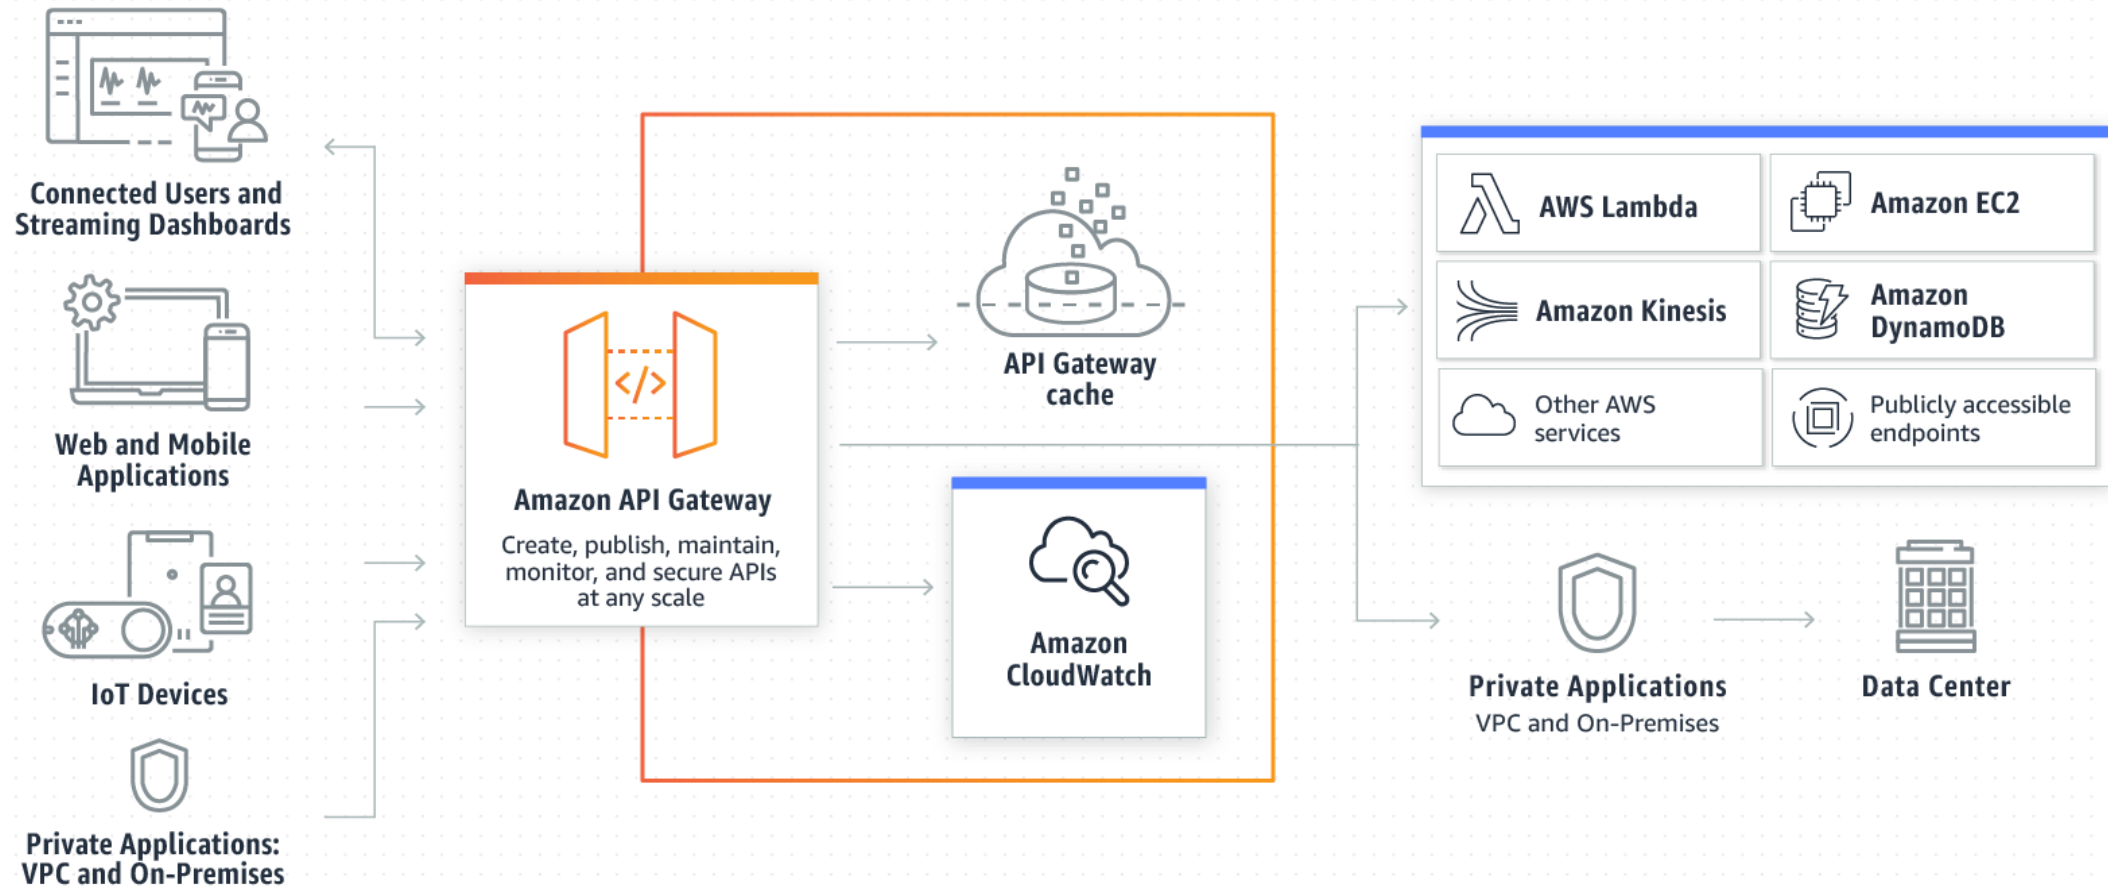 Connected Users and
Streaming Dashboards
Web and Mobile
Applications
IoT Devices
Private Applications:
VPC and On-Premises
</>
Amazon API Gateway
Create, publish, maintain,
monitor, and secure APIs
at any scale
API Gateway
cache
Amazon
CloudWatch
AWS Lambda
Amazon EC2
Amazon Kinesis
Amazon
DynamoDB
Other AWS
services
Publicly accessible
endpoints
Private Applications
VPC and On-Premises
Data Center